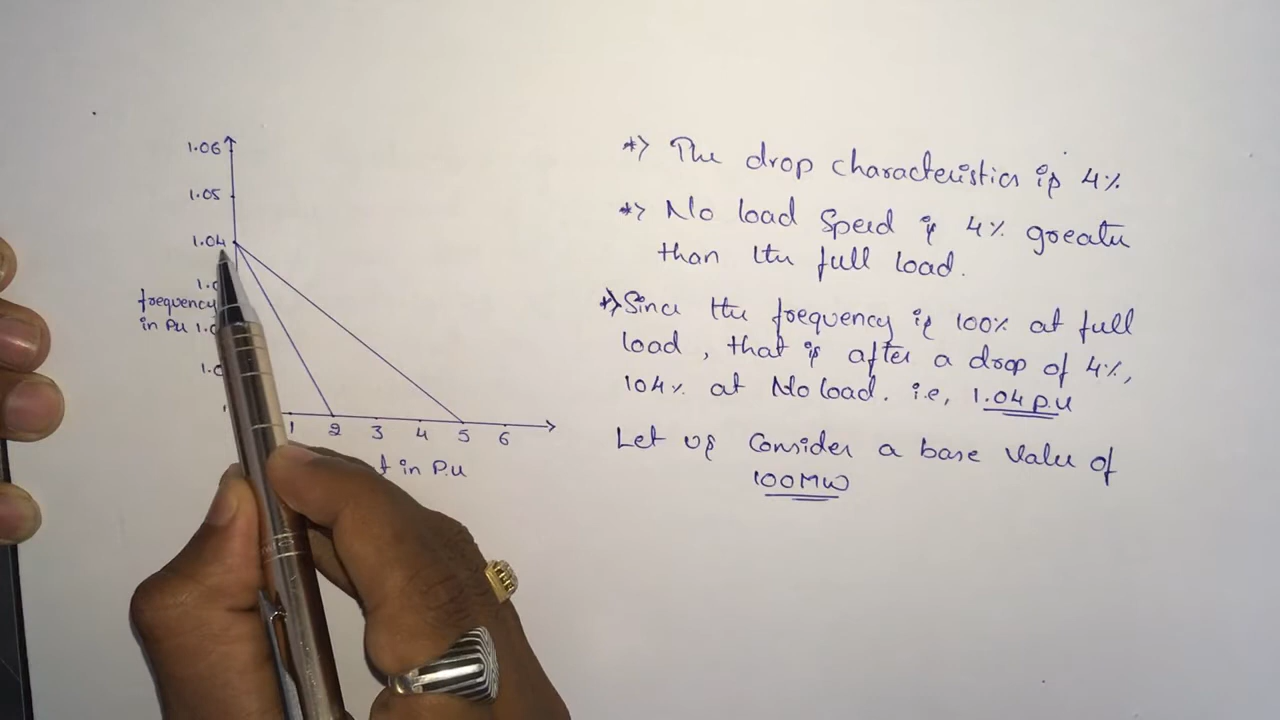 1.06
1.05
1.04
frequency
in Pu
1 2 3 4 5 6
in P.u
*> The drop characteristics is 4%
*> No load Speed is 4% greater
than the full load.
*> Since the frequency is 100% at full
load, that is after a drop of 4%,
104% at No load. i.e, 1.04 p.u
Let us Consider a base value of
100MW